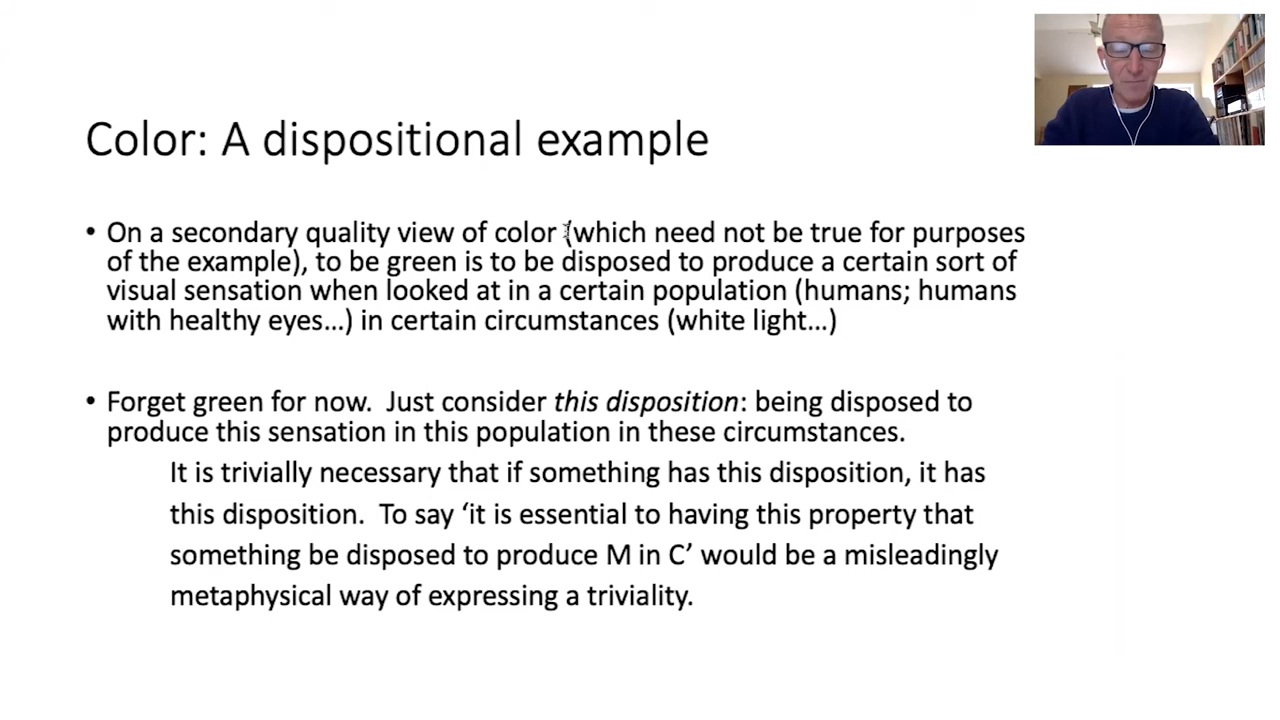 Color: A dispositional example
• On a secondary quality view of color (which need not be true for purposes
of the example), to be green is to be disposed to produce a certain sort of
visual sensation when looked at in a certain population (humans; humans
with healthy eyes...) in certain circumstances (white light...)
• Forget green for now.  Just consider this disposition: being disposed to
produce this sensation in this population in these circumstances.
It is trivially necessary that if something has this disposition, it has
this disposition.  To say ‘it is essential to having this property that
something be disposed to produce M in C’ would be a misleadingly
metaphysical way of expressing a triviality.